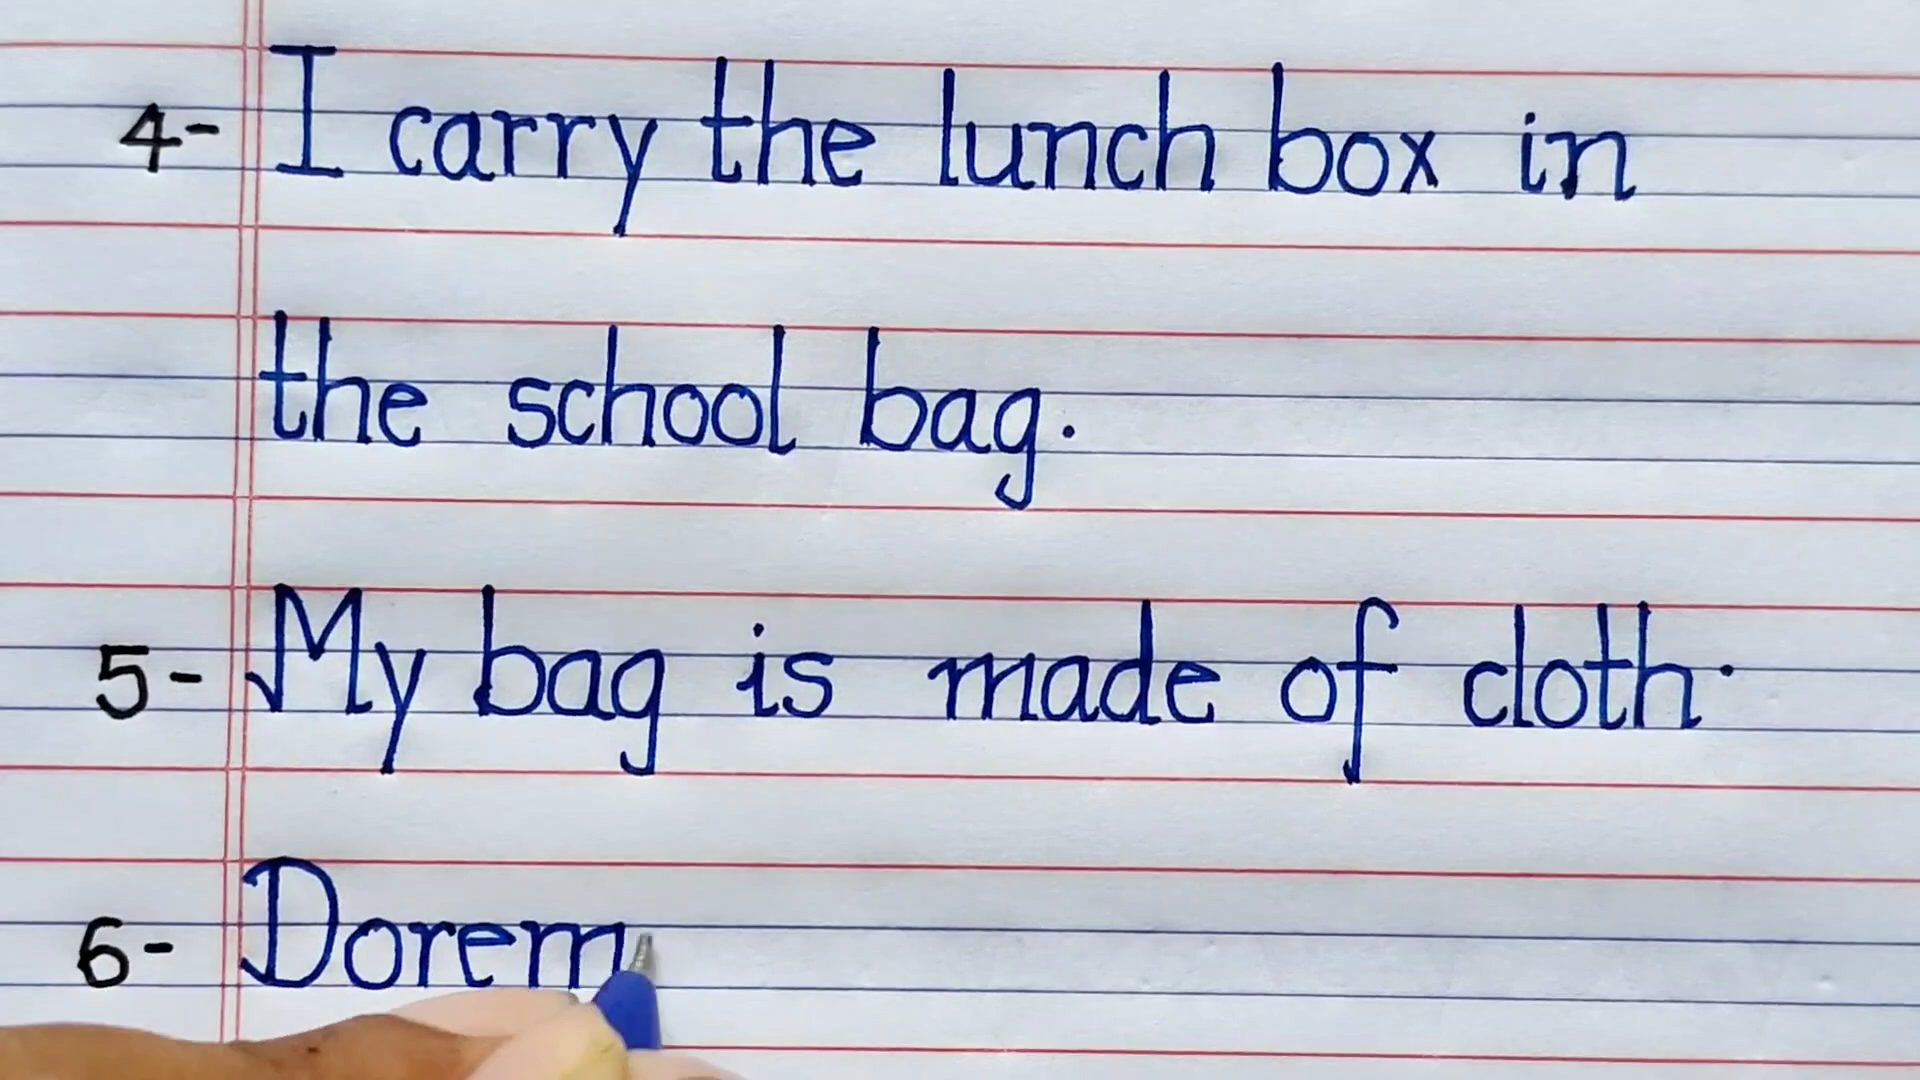 4- I carry the lunch box in
the school bag.
5- My bag is made of cloth.
6- Dorem